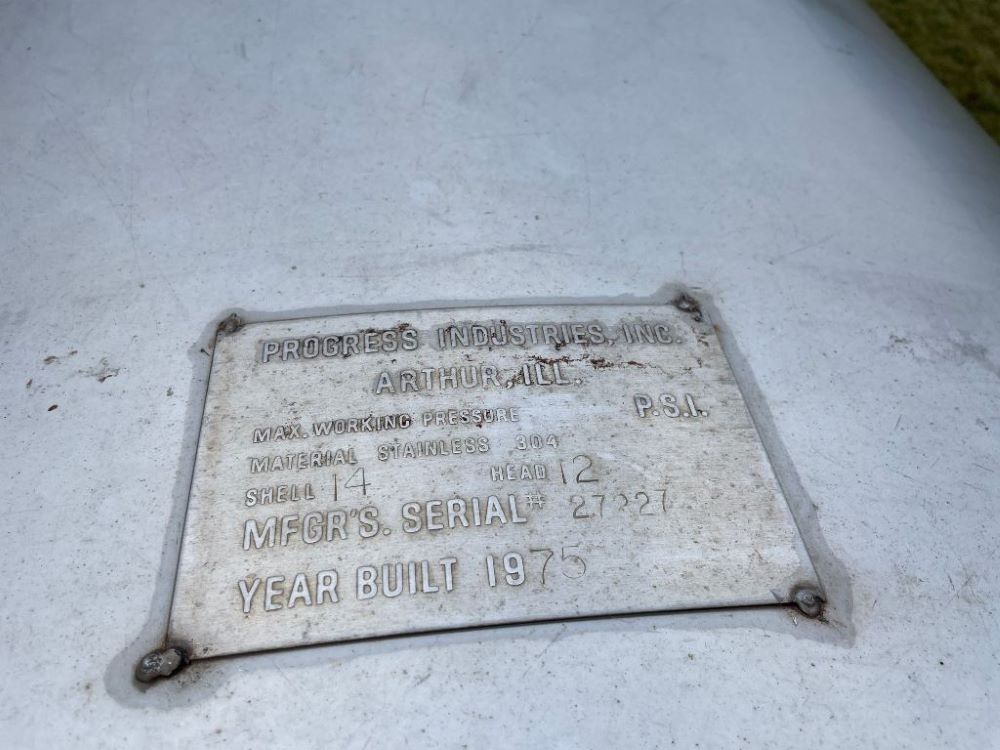 PROGRESS INDUSTRIES, INC.
ARTHUR, ILL.
MAX. WORKING PRESSURE P.S.I.
MATERIAL STAINLESS 304
SHELL 14 HEAD 12
MFGR'S. SERIAL# 27227
YEAR BUILT 1975